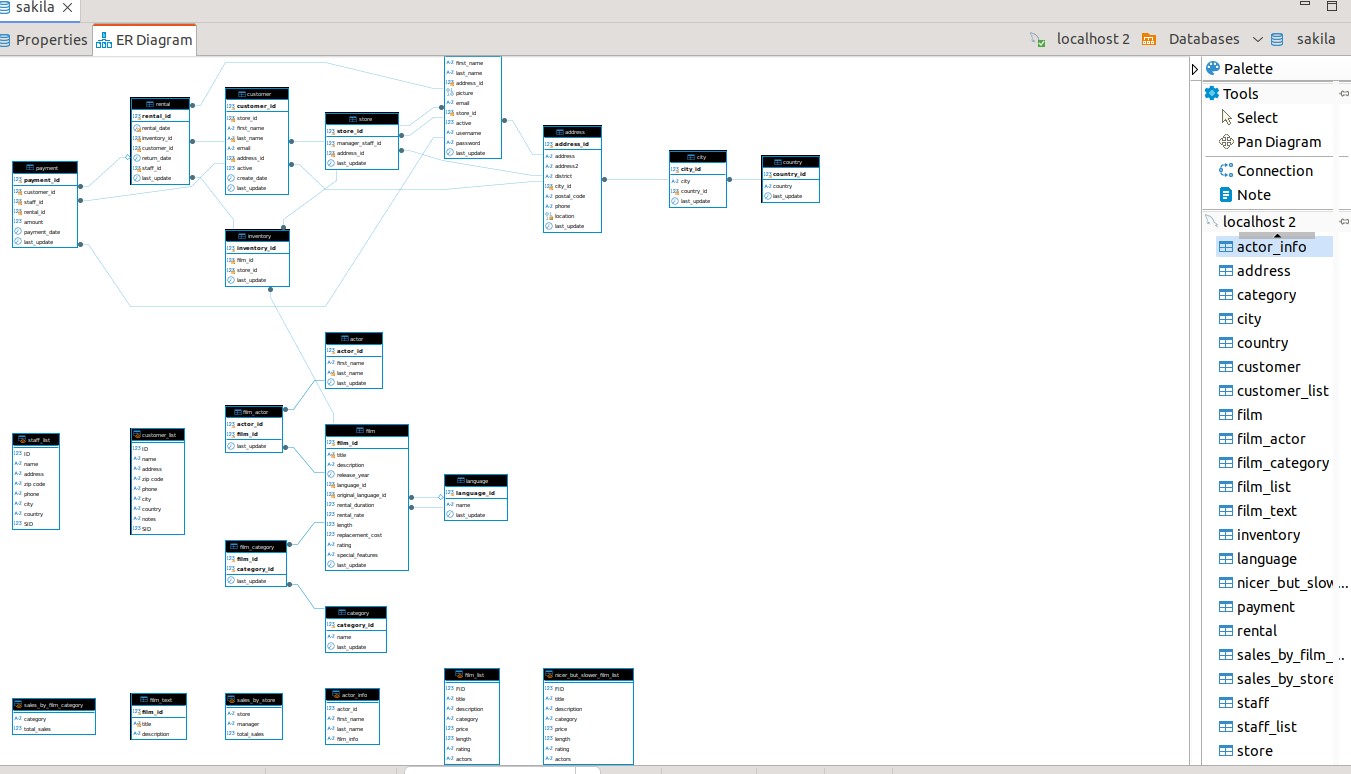 sakila
Properties
ER Diagram
localhost 2
Databases
sakila
payment
payment_id
customer_id
staff_id
rental_id
amount
payment_date
last_update
rental
rental_id
rental_date
inventory_id
customer_id
return_date
staff_id
last_update
customer
customer_id
store_id
first_name
last_name
email
address_id
active
create_date
last_update
store
store_id
manager_staff_id
address_id
last_update
first_name
last_name
address_id
picture
email
store_id
active
username
password
last_update
address
address_id
address
address2
district
city_id
postal_code
phone
location
last_update
city
city_id
city
country_id
last_update
country
country_id
country
last_update
inventory
inventory_id
film_id
store_id
last_update
actor
actor_id
first_name
last_name
last_update
film_actor
actor_id
film_id
last_update
film
film_id
title
description
release_year
language_id
original_language_id
rental_duration
rental_rate
length
replacement_cost
rating
special_features
last_update
language
language_id
name
last_update
staff_list
ID
name
address
zip code
phone
city
country
SID
customer_list
ID
name
address
zip code
phone
city
country
notes
SID
film_category
film_id
category_id
last_update
category
category_id
name
last_update
sales_by_film_category
category
total_sales
film_text
film_id
title
description
sales_by_store
store
manager
total_sales
actor_info
actor_id
first_name
last_name
film_info
film_list
FID
title
description
category
price
length
rating
actors
nicer_but_slower_film_list
FID
title
description
category
price
length
rating
actors
Palette
Tools
Select
Pan Diagram
Connection
Note
localhost 2
actor_info
address
category
city
country
customer
customer_list
film
film_actor
film_category
film_list
film_text
inventory
language
nicer_but_slow...
payment
rental
sales_by_film_...
sales_by_store
staff
staff_list
store